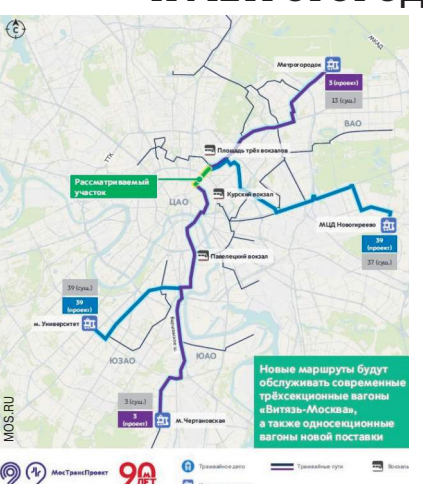 С
МКАД
Метрогородок
3 (проект)
13 (сущ.)
ВАО
ТТК
Площадь трёх вокзалов
Рассматриваемый
участок
Курский вокзал
ЦАО
МЦД Новогиреево
39
(проект)
37 (сущ.)
Павелецкий вокзал
39 (сущ.)
39
(проект)
м. Университет
ЮЗАО
ЮАО
3 (сущ.)
3
(проект)
м. Чертановская
Новые маршруты будут
обслуживать современные
трёхсекционные вагоны
«Витязь-Москва»,
а также односекционные
вагоны новой поставки
MOS.RU
МосТрансПроект
90 ЛЕТ
Трамвайное депо
Трамвайные пути
Вокзалы